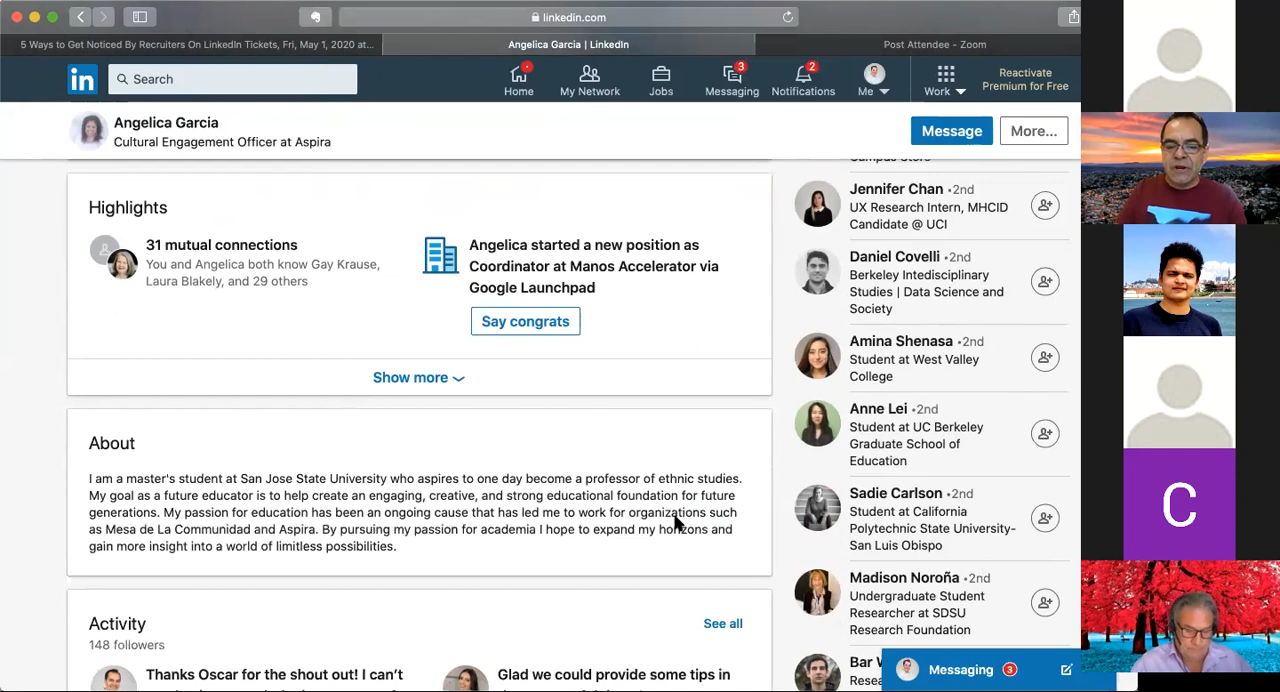 linkedin.com
5 Ways to Get Noticed By Recruiters On LinkedIn Tickets, Fri, May 1, 2020 at...
Angelica Garcia | LinkedIn
Post Attendee - Zoom
in
Search
Home
My Network
Jobs
3
Messaging
2
Notifications
Me
Work
Reactivate
Premium for Free
Angelica Garcia
Cultural Engagement Officer at Aspira
Message
More...
Highlights
31 mutual connections
You and Angelica both know Gay Krause,
Laura Blakely, and 29 others
Angelica started a new position as
Coordinator at Manos Accelerator via
Google Launchpad
Say congrats
Show more
About
I am a master's student at San Jose State University who aspires to one day become a professor of ethnic studies.
My goal as a future educator is to help create an engaging, creative, and strong educational foundation for future
generations. My passion for education has been an ongoing cause that has led me to work for organizations such
as Mesa de La Communidad and Aspira. By pursuing my passion for academia I hope to expand my horizons and
gain more insight into a world of limitless possibilities.
Activity
148 followers
See all
Thanks Oscar for the shout out! I can't
Glad we could provide some tips in
Campus Store
Jennifer Chan •2nd
UX Research Intern, MHCID
Candidate @ UCI
Daniel Covelli •2nd
Berkeley Intedisciplinary
Studies | Data Science and
Society
Amina Shenasa •2nd
Student at West Valley
College
Anne Lei •2nd
Student at UC Berkeley
Graduate School of
Education
Sadie Carlson •2nd
Student at California
Polytechnic State University-
San Luis Obispo
Madison Noroña •2nd
Undergraduate Student
Researcher at SDSU
Research Foundation
Bar
Messaging 3
C